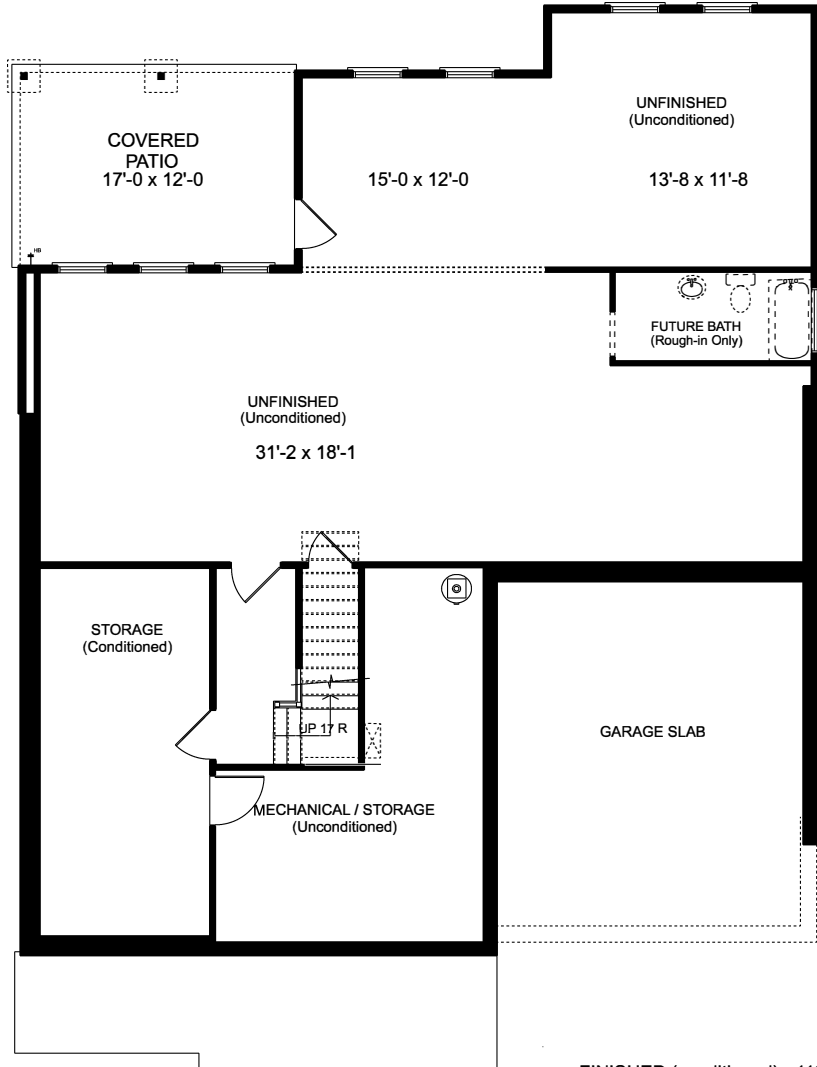 UNFINISHED
(Unconditioned)
COVERED
PATIO
17'-0 x 12'-0
15'-0 x 12'-0
13'-8 x 11'-8
HB
FUTURE BATH
(Rough-in Only)
UNFINISHED
(Unconditioned)
31'-2 x 18'-1
STORAGE
(Conditioned)
UP 17 R
GARAGE SLAB
MECHANICAL / STORAGE
(Unconditioned)